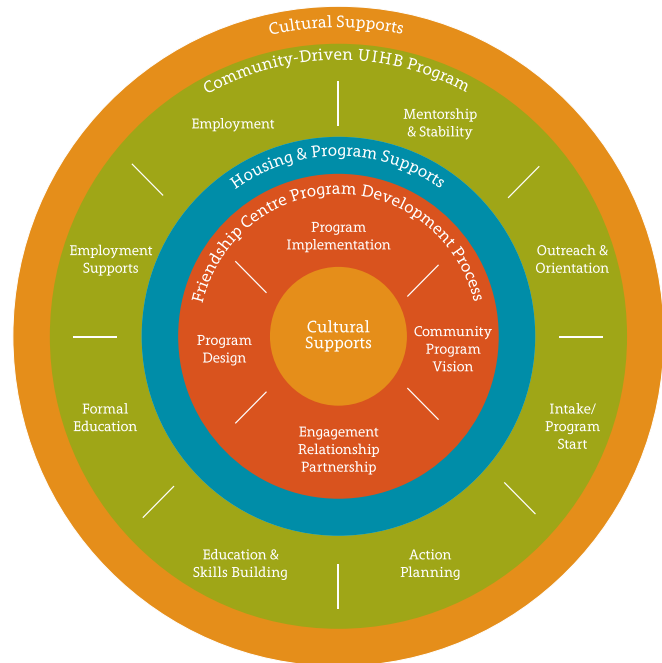 Cultural Supports
Community-Driven UIHB Program
Employment
Mentorship
& Stability
Housing & Program Supports
Friendship Centre Program Development Process
Program
Implementation
Employment
Supports
Outreach &
Orientation
Program
Design
Cultural
Supports
Community
Program
Vision
Formal
Education
Intake/
Program
Start
Engagement
Relationship
Partnership
Education &
Skills Building
Action
Planning